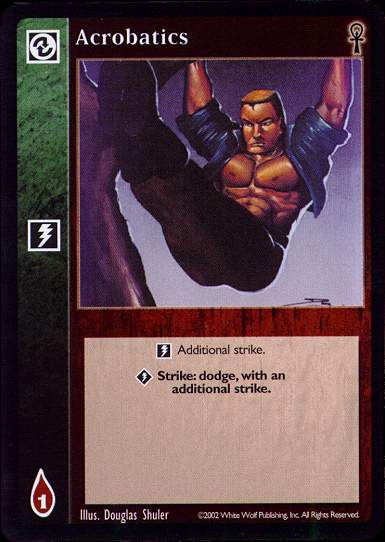 Acrobatics
Additional strike.
Strike: dodge, with an
additional strike.
1
Illus. Douglas Shuler ©2002 White Wolf Publishing, Inc. All Rights Reserved.